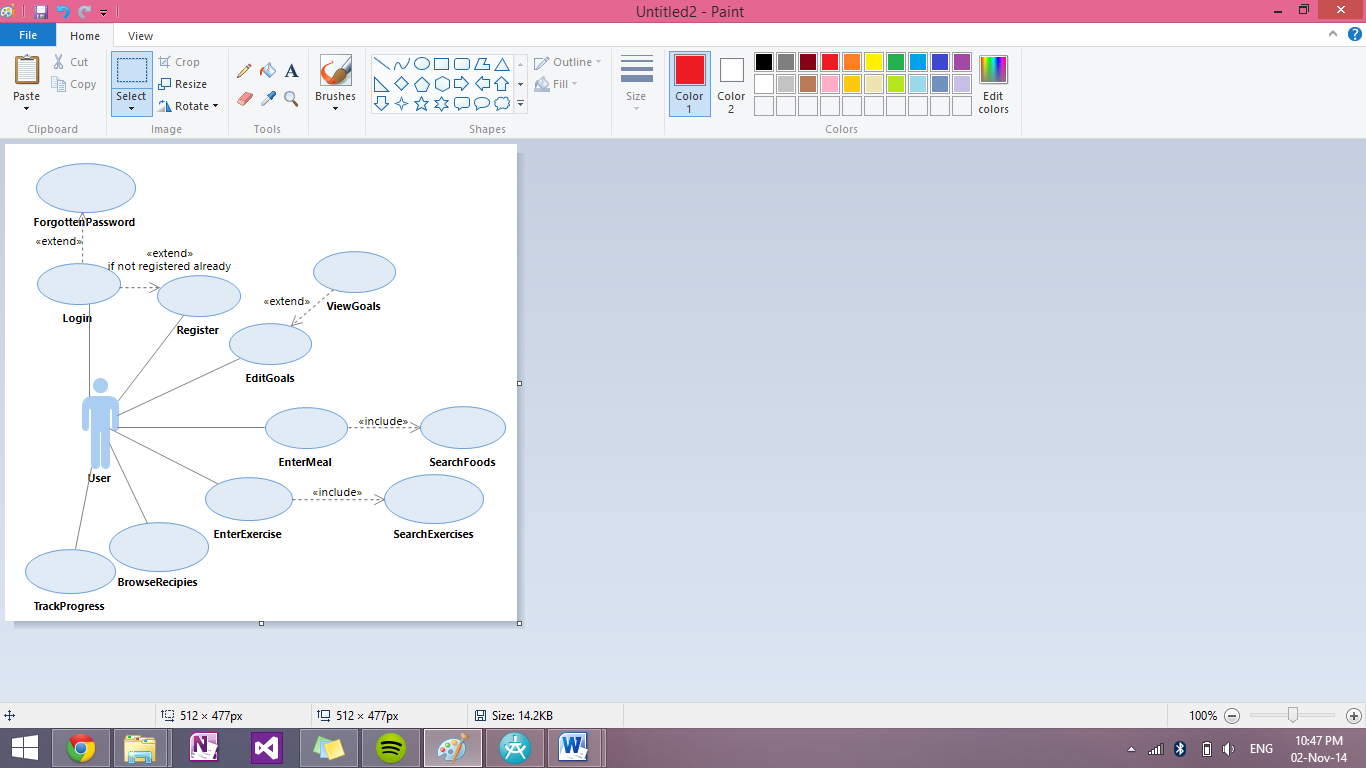 Untitled2 - Paint
File
Home
View
Paste
Cut
Copy
Clipboard
Select
Crop
Resize
Rotate
Image
A
Tools
Brushes
Shapes
Outline
Fill
Size
Color
1
Color
2
Edit
colors
Colors
ForgottenPassword
«extend»
«extend»
if not registered already
Login
Register
«extend»
ViewGoals
EditGoals
User
EnterMeal
«include»
SearchFoods
EnterExercise
«include»
SearchExercises
BrowseRecipies
TrackProgress
512 × 477px
512 × 477px
Size: 14.2KB
100%
ENG
10:47 PM
02-Nov-14